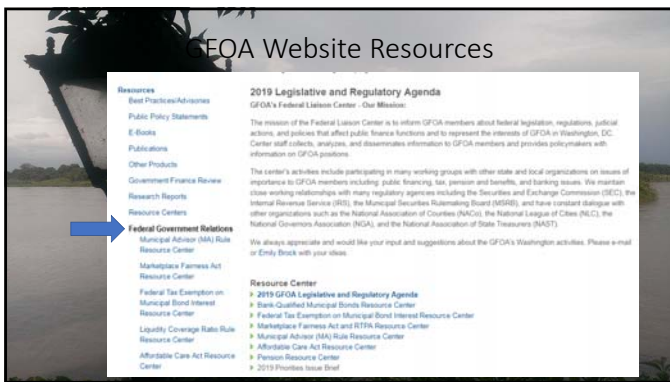 GFOA Website Resources
Resources
Best Practices/Advisories
Public Policy Statements
E-Books
Publications
Other Products
Government Finance Review
Research Reports
Resource Centers
Federal Government Relations
Municipal Advisor (MA) Rule
Resource Center
Marketplace Fairness Act
Resource Center
Federal Tax Exemption on
Municipal Bond Interest
Resource Center
Liquidity Coverage Ratio Rule
Resource Center
Affordable Care Act Resource
Center
2019 Legislative and Regulatory Agenda
GFOA's Federal Liaison Center - Our Mission:
The mission of the Federal Liaison Center is to inform GFOA members about federal legislation, regulations, judicial
actions, and policies that affect public finance functions and to represent the interests of GFOA in Washington, DC.
Center staff collects, analyzes, and disseminates information to GFOA members and provides policymakers with
information on GFOA positions.
The center's activities include participating in many working groups with other state and local organizations on issues of
importance to GFOA members including: public financing, tax, pension and benefits, and banking issues. We maintain
close working relationships with many regulatory agencies including the Securities and Exchange Commission (SEC), the
Internal Revenue Service (IRS), the Municipal Securities Rulemaking Board (MSRB), and have constant dialogue with
other organizations such as the National Association of Counties (NACo), the National League of Cities (NLC), the
National Governors Association (NGA), and the National Association of State Treasurers (NAST).
We always appreciate and would like your input and suggestions about the GFOA's Washington activities. Please e-mail
or Emily Brock with your ideas.
Resource Center
2019 GFOA Legislative and Regulatory Agenda
Bank-Qualified Municipal Bonds Resource Center
Federal Tax Exemption on Municipal Bond Interest Resource Center
Marketplace Fairness Act and RTPA Resource Center
Municipal Advisor (MA) Rule Resource Center
Affordable Care Act Resource Center
Pension Resource Center
2019 Priorities Issue Brief